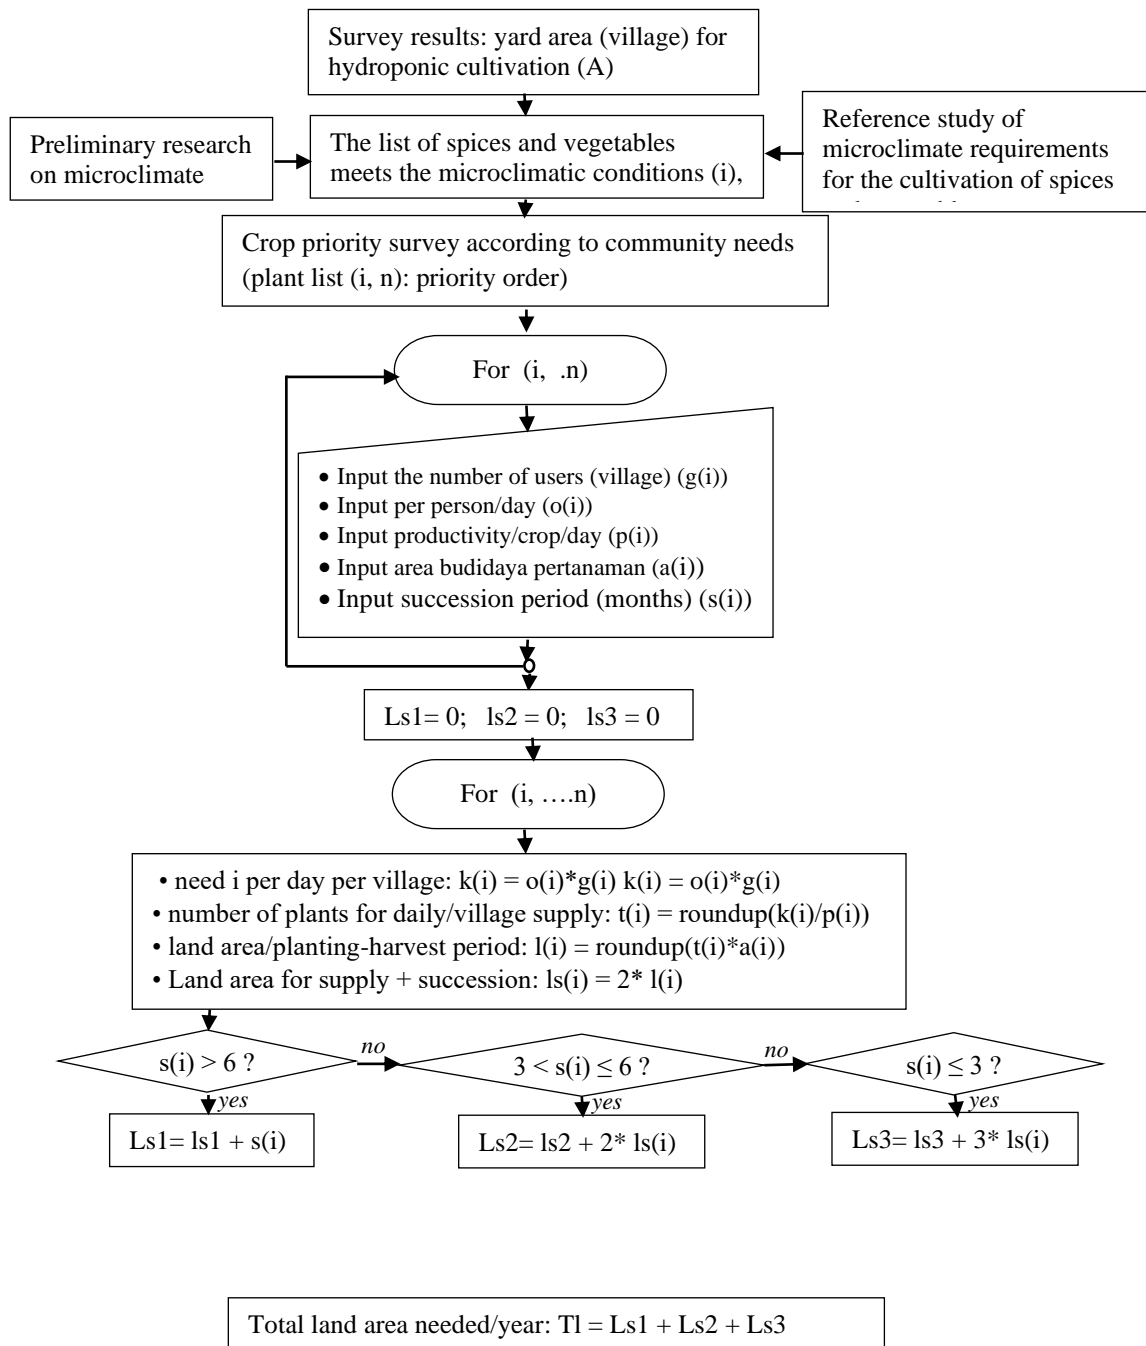 Survey results: yard area (village) for
hydroponic cultivation (A)
Preliminary research
on microclimate
The list of spices and vegetables
meets the microclimatic conditions (i),
Reference study of
microclimate requirements
for the cultivation of spices
Crop priority survey according to community needs
(plant list (i, n): priority order)
For (i, .n)
• Input the number of users (village) (g(i))
• Input per person/day (o(i))
• Input productivity/crop/day (p(i))
• Input area budidaya pertanaman (a(i))
• Input succession period (months) (s(i))
Ls1= 0; ls2 = 0; ls3 = 0
For (i, ….n)
• need i per day per village: k(i) = o(i)*g(i) k(i) = o(i)*g(i)
• number of plants for daily/village supply: t(i) = roundup(k(i)/p(i))
• land area/planting-harvest period: l(i) = roundup(t(i)*a(i))
• Land area for supply + succession: ls(i) = 2* l(i)
s(i) > 6 ?
no
3 < s(i) ≤ 6 ?
no
s(i) ≤ 3 ?
yes
yes
yes
Ls1= ls1 + s(i)
Ls2= ls2 + 2* ls(i)
Ls3= ls3 + 3* ls(i)
Total land area needed/year: Tl = Ls1 + Ls2 + Ls3